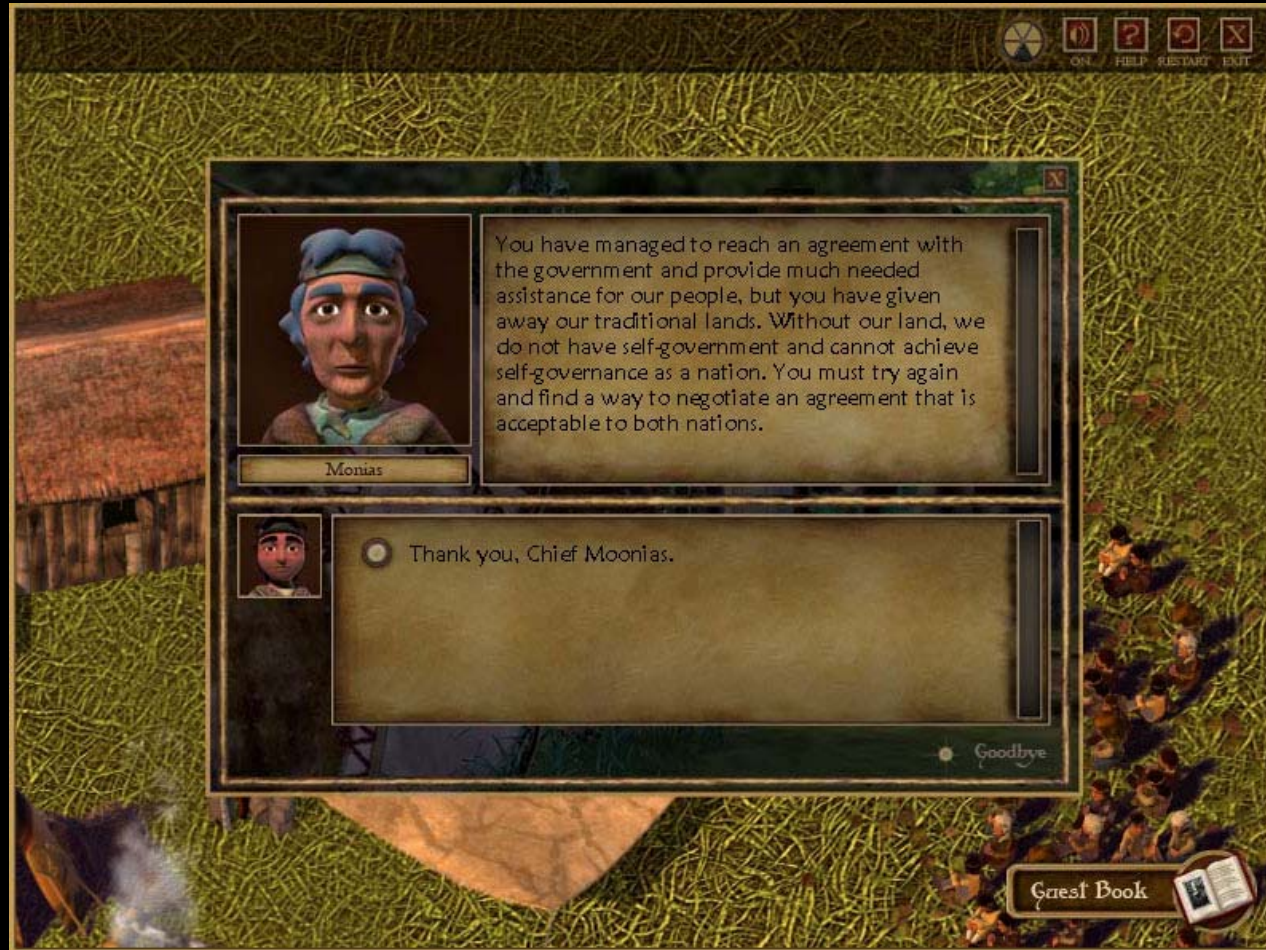 ON
HELP
RESTART
EXIT
X
X
You have managed to reach an agreement with
the government and provide much needed
assistance for our people, but you have given
away our traditional lands. Without our land, we
do not have self-government and cannot achieve
self-governance as a nation. You must try again
and find a way to negotiate an agreement that is
acceptable to both nations.
Monias
Thank you, Chief Moonias.
Goodbye
Guest Book